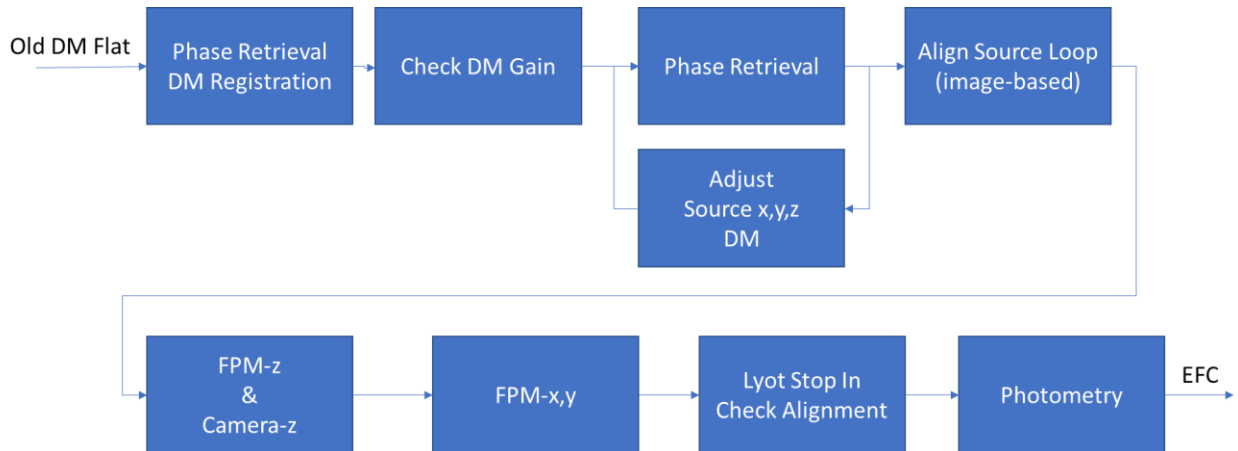 Old DM Flat
Phase Retrieval
DM Registration
Check DM Gain
Phase Retrieval
Align Source Loop
(image-based)
Adjust
Source x,y,z
DM
FPM-z
&
Camera-z
FPM-x,y
Lyot Stop In
Check Alignment
Photometry
EFC